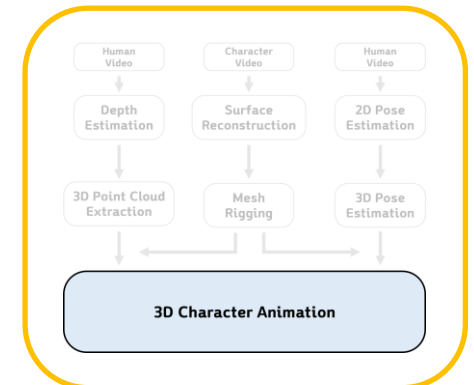 Human
Video
Character
Video
Human
Video
Depth
Estimation
Surface
Reconstruction
2D Pose
Estimation
3D Point Cloud
Extraction
Mesh
Rigging
3D Pose
Estimation
3D Character Animation